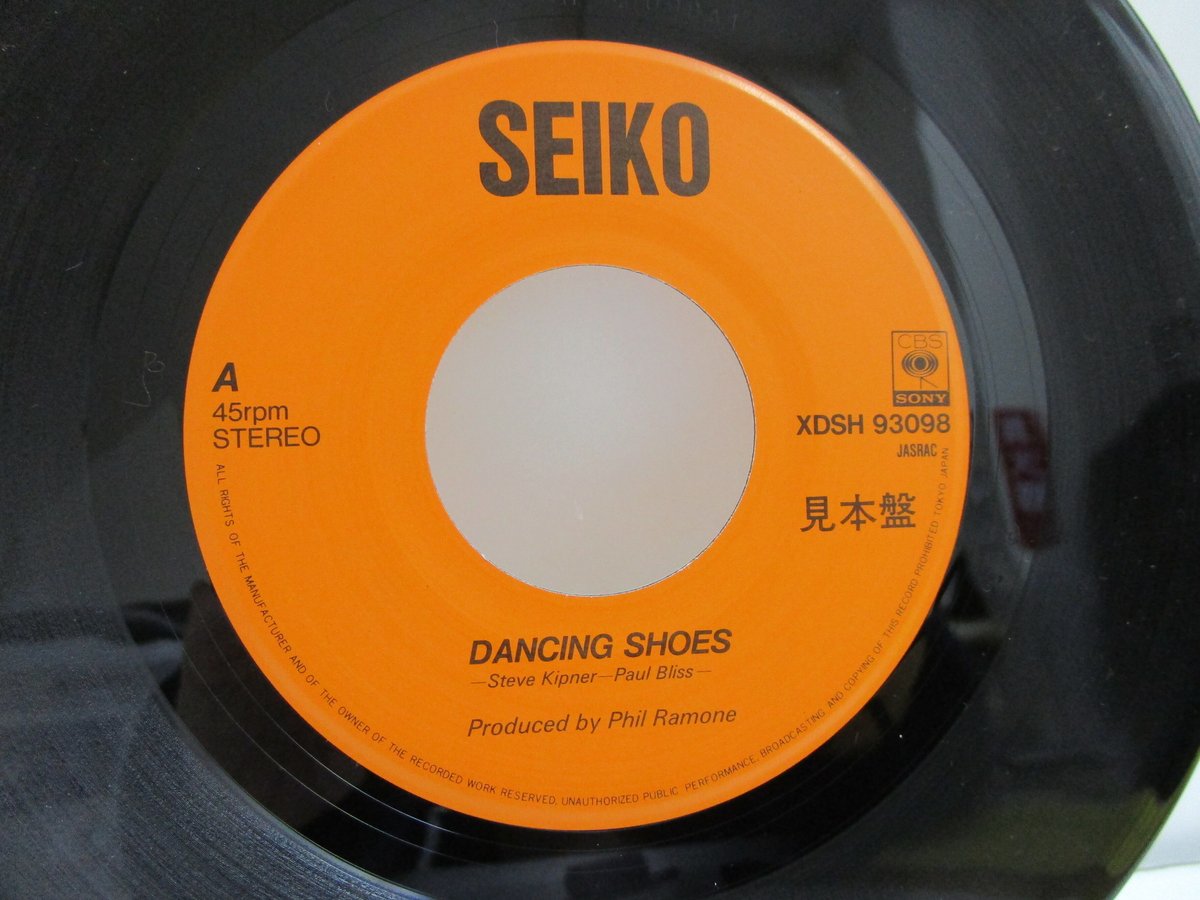 SEIKO
A
45rpm
STEREO
CBS
SONY
XDSH 93098
JASRAC
見本盤
DANCING SHOES
—Steve Kipner—Paul Bliss—
Produced by Phil Ramone
ALL RIGHTS OF THE MANUFACTURER AND OF THE OWNER OF THE RECORDED WORK RESERVED. UNAUTHORIZED PUBLIC PERFORMANCE. BROADCASTING AND COPYING OF THIS RECORD PROHIBITED TOKYO JAPAN